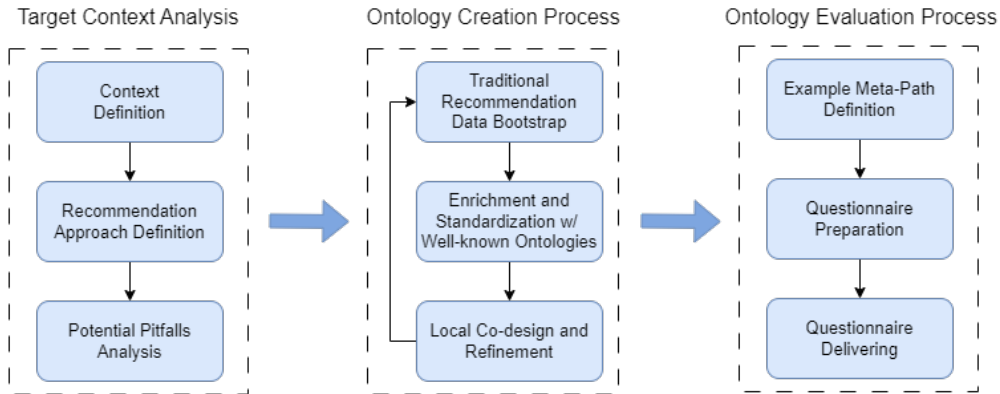 Target Context Analysis
Context
Definition
Recommendation
Approach Definition
Potential Pitfalls
Analysis
Ontology Creation Process
Traditional
Recommendation
Data Bootstrap
Enrichment and
Standardization w/
Well-known Ontologies
Local Co-design and
Refinement
Ontology Evaluation Process
Example Meta-Path
Definition
Questionnaire
Preparation
Questionnaire
Delivering